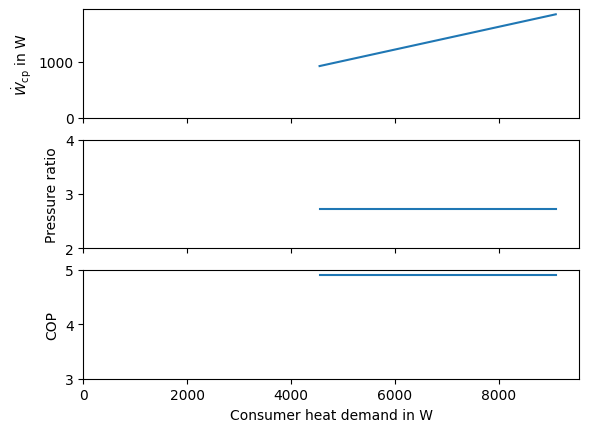 Ẇcp in W
1000
0
Pressure ratio
4
3
2
COP
5
4
3
0 2000 4000 6000 8000
Consumer heat demand in W